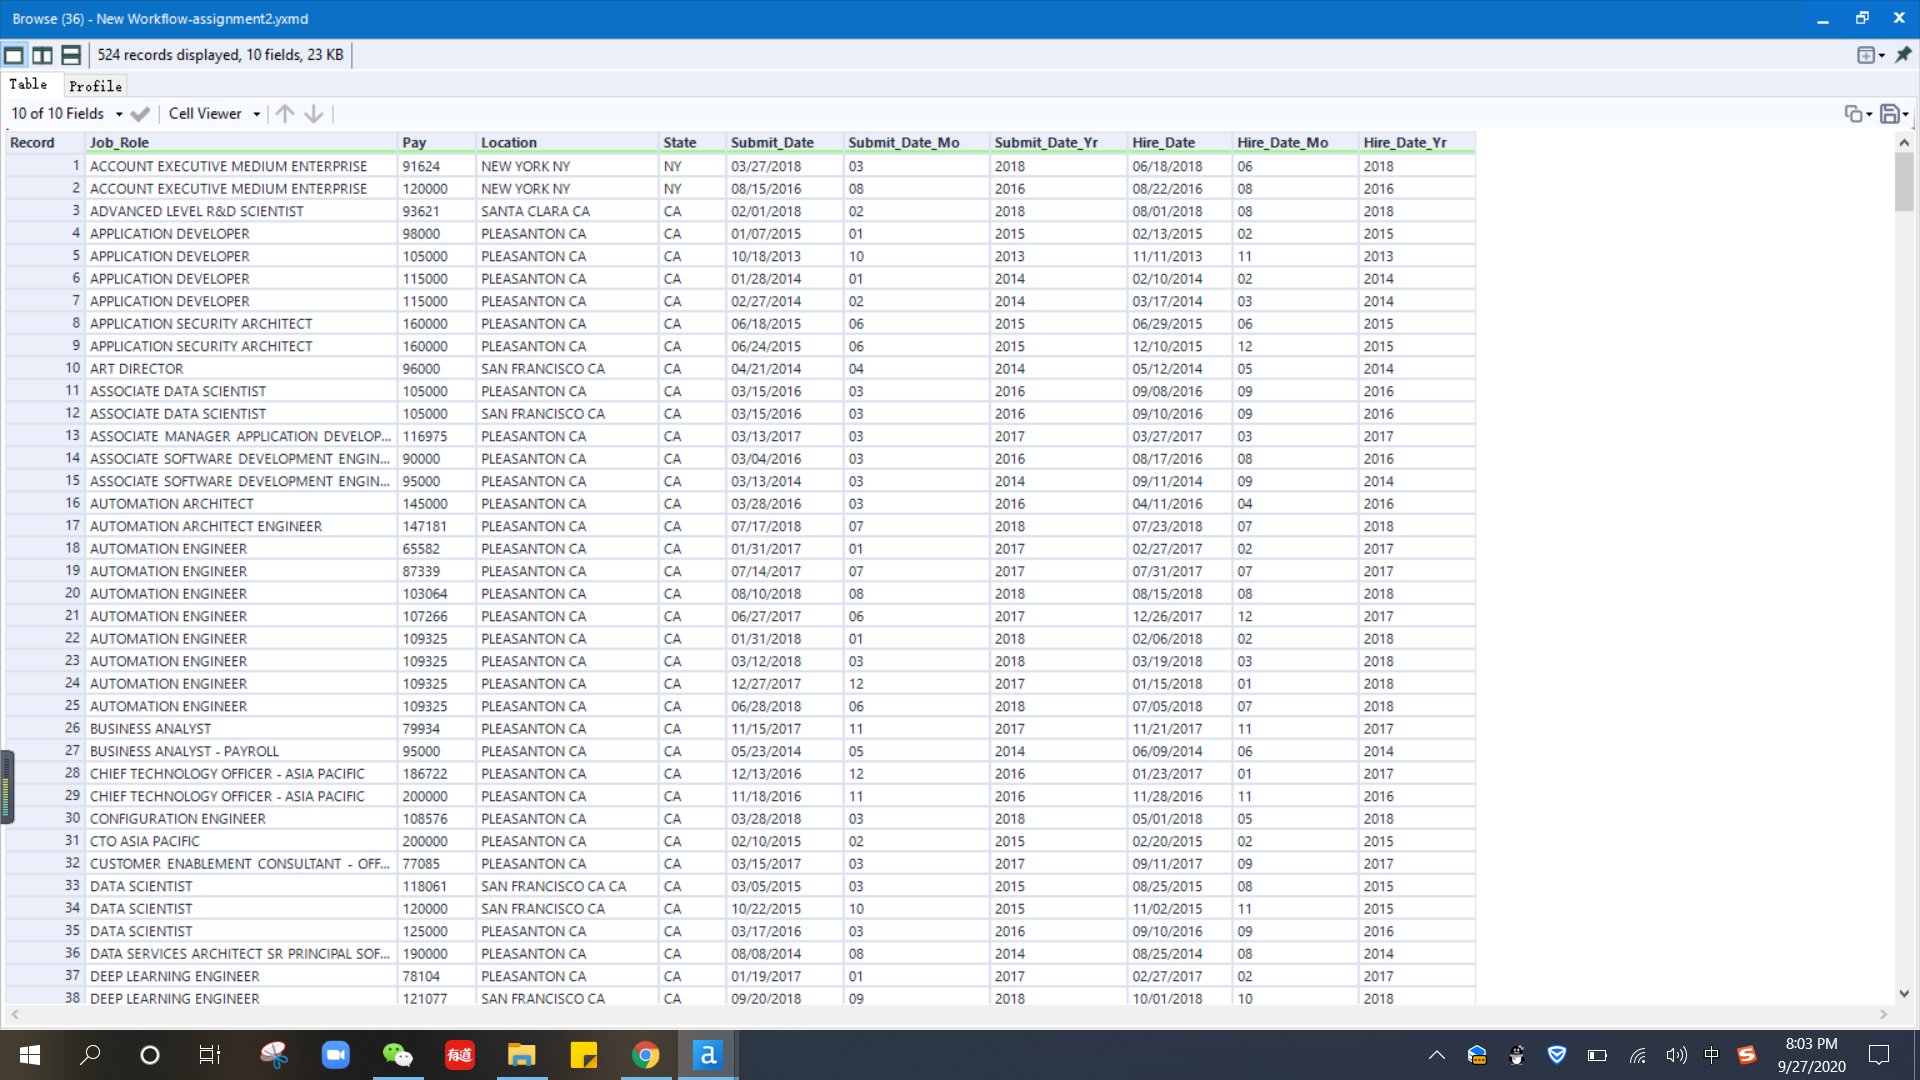 Browse (36) - New Workflow-assignment2.yxmd
524 records displayed, 10 fields, 23 KB
Table Profile
10 of 10 Fields Cell Viewer
Record Job_Role Pay Location State Submit_Date Submit_Date_Mo Submit_Date_Yr Hire_Date Hire_Date_Mo Hire_Date_Yr
1 ACCOUNT EXECUTIVE MEDIUM ENTERPRISE 91624 NEW YORK NY NY 03/27/2018 03 2018 06/18/2018 06 2018
2 ACCOUNT EXECUTIVE MEDIUM ENTERPRISE 120000 NEW YORK NY NY 08/15/2016 08 2016 08/22/2016 08 2016
3 ADVANCED LEVEL R&D SCIENTIST 93621 SANTA CLARA CA CA 02/01/2018 02 2018 08/01/2018 08 2018
4 APPLICATION DEVELOPER 98000 PLEASANTON CA CA 01/07/2015 01 2015 02/13/2015 02 2015
5 APPLICATION DEVELOPER 105000 PLEASANTON CA CA 10/18/2013 10 2013 11/11/2013 11 2013
6 APPLICATION DEVELOPER 115000 PLEASANTON CA CA 01/28/2014 01 2014 02/10/2014 02 2014
7 APPLICATION DEVELOPER 115000 PLEASANTON CA CA 02/27/2014 02 2014 03/17/2014 03 2014
8 APPLICATION SECURITY ARCHITECT 160000 PLEASANTON CA CA 06/18/2015 06 2015 06/29/2015 06 2015
9 APPLICATION SECURITY ARCHITECT 160000 PLEASANTON CA CA 06/24/2015 06 2015 12/10/2015 12 2015
10 ART DIRECTOR 96000 SAN FRANCISCO CA CA 04/21/2014 04 2014 05/12/2014 05 2014
11 ASSOCIATE DATA SCIENTIST 105000 PLEASANTON CA CA 03/15/2016 03 2016 09/08/2016 09 2016
12 ASSOCIATE DATA SCIENTIST 105000 SAN FRANCISCO CA CA 03/15/2016 03 2016 09/10/2016 09 2016
13 ASSOCIATE MANAGER APPLICATION DEVELOP... 116975 PLEASANTON CA CA 03/13/2017 03 2017 03/27/2017 03 2017
14 ASSOCIATE SOFTWARE DEVELOPMENT ENGIN... 90000 PLEASANTON CA CA 03/04/2016 03 2016 08/17/2016 08 2016
15 ASSOCIATE SOFTWARE DEVELOPMENT ENGIN... 95000 PLEASANTON CA CA 03/13/2014 03 2014 09/11/2014 09 2014
16 AUTOMATION ARCHITECT 145000 PLEASANTON CA CA 03/28/2016 03 2016 04/11/2016 04 2016
17 AUTOMATION ARCHITECT ENGINEER 147181 PLEASANTON CA CA 07/17/2018 07 2018 07/23/2018 07 2018
18 AUTOMATION ENGINEER 65582 PLEASANTON CA CA 01/31/2017 01 2017 02/27/2017 02 2017
19 AUTOMATION ENGINEER 87339 PLEASANTON CA CA 07/14/2017 07 2017 07/31/2017 07 2017
20 AUTOMATION ENGINEER 103064 PLEASANTON CA CA 08/10/2018 08 2018 08/15/2018 08 2018
21 AUTOMATION ENGINEER 107266 PLEASANTON CA CA 06/27/2017 06 2017 12/26/2017 12 2017
22 AUTOMATION ENGINEER 109325 PLEASANTON CA CA 01/31/2018 01 2018 02/06/2018 02 2018
23 AUTOMATION ENGINEER 109325 PLEASANTON CA CA 03/12/2018 03 2018 03/19/2018 03 2018
24 AUTOMATION ENGINEER 109325 PLEASANTON CA CA 12/27/2017 12 2017 01/15/2018 01 2018
25 AUTOMATION ENGINEER 109325 PLEASANTON CA CA 06/28/2018 06 2018 07/05/2018 07 2018
26 BUSINESS ANALYST 79934 PLEASANTON CA CA 11/15/2017 11 2017 11/21/2017 11 2017
27 BUSINESS ANALYST - PAYROLL 95000 PLEASANTON CA CA 05/23/2014 05 2014 06/09/2014 06 2014
28 CHIEF TECHNOLOGY OFFICER - ASIA PACIFIC 186722 PLEASANTON CA CA 12/13/2016 12 2016 01/23/2017 01 2017
29 CHIEF TECHNOLOGY OFFICER - ASIA PACIFIC 200000 PLEASANTON CA CA 11/18/2016 11 2016 11/28/2016 11 2016
30 CONFIGURATION ENGINEER 108576 PLEASANTON CA CA 03/28/2018 03 2018 05/01/2018 05 2018
31 CTO ASIA PACIFIC 200000 PLEASANTON CA CA 02/10/2015 02 2015 02/20/2015 02 2015
32 CUSTOMER ENABLEMENT CONSULTANT - OFF... 77085 PLEASANTON CA CA 03/15/2017 03 2017 09/11/2017 09 2017
33 DATA SCIENTIST 118061 SAN FRANCISCO CA CA CA 03/05/2015 03 2015 08/25/2015 08 2015
34 DATA SCIENTIST 120000 SAN FRANCISCO CA CA 10/22/2015 10 2015 11/02/2015 11 2015
35 DATA SCIENTIST 125000 PLEASANTON CA CA 03/17/2016 03 2016 09/10/2016 09 2016
36 DATA SERVICES ARCHITECT SR PRINCIPAL SOF... 190000 PLEASANTON CA CA 08/08/2014 08 2014 08/25/2014 08 2014
37 DEEP LEARNING ENGINEER 78104 PLEASANTON CA CA 01/19/2017 01 2017 02/27/2017 02 2017
38 DEEP LEARNING ENGINEER 121077 SAN FRANCISCO CA CA 09/20/2018 09 2018 10/01/2018 10 2018
有道 a 中 S 8:03 PM
9/27/2020